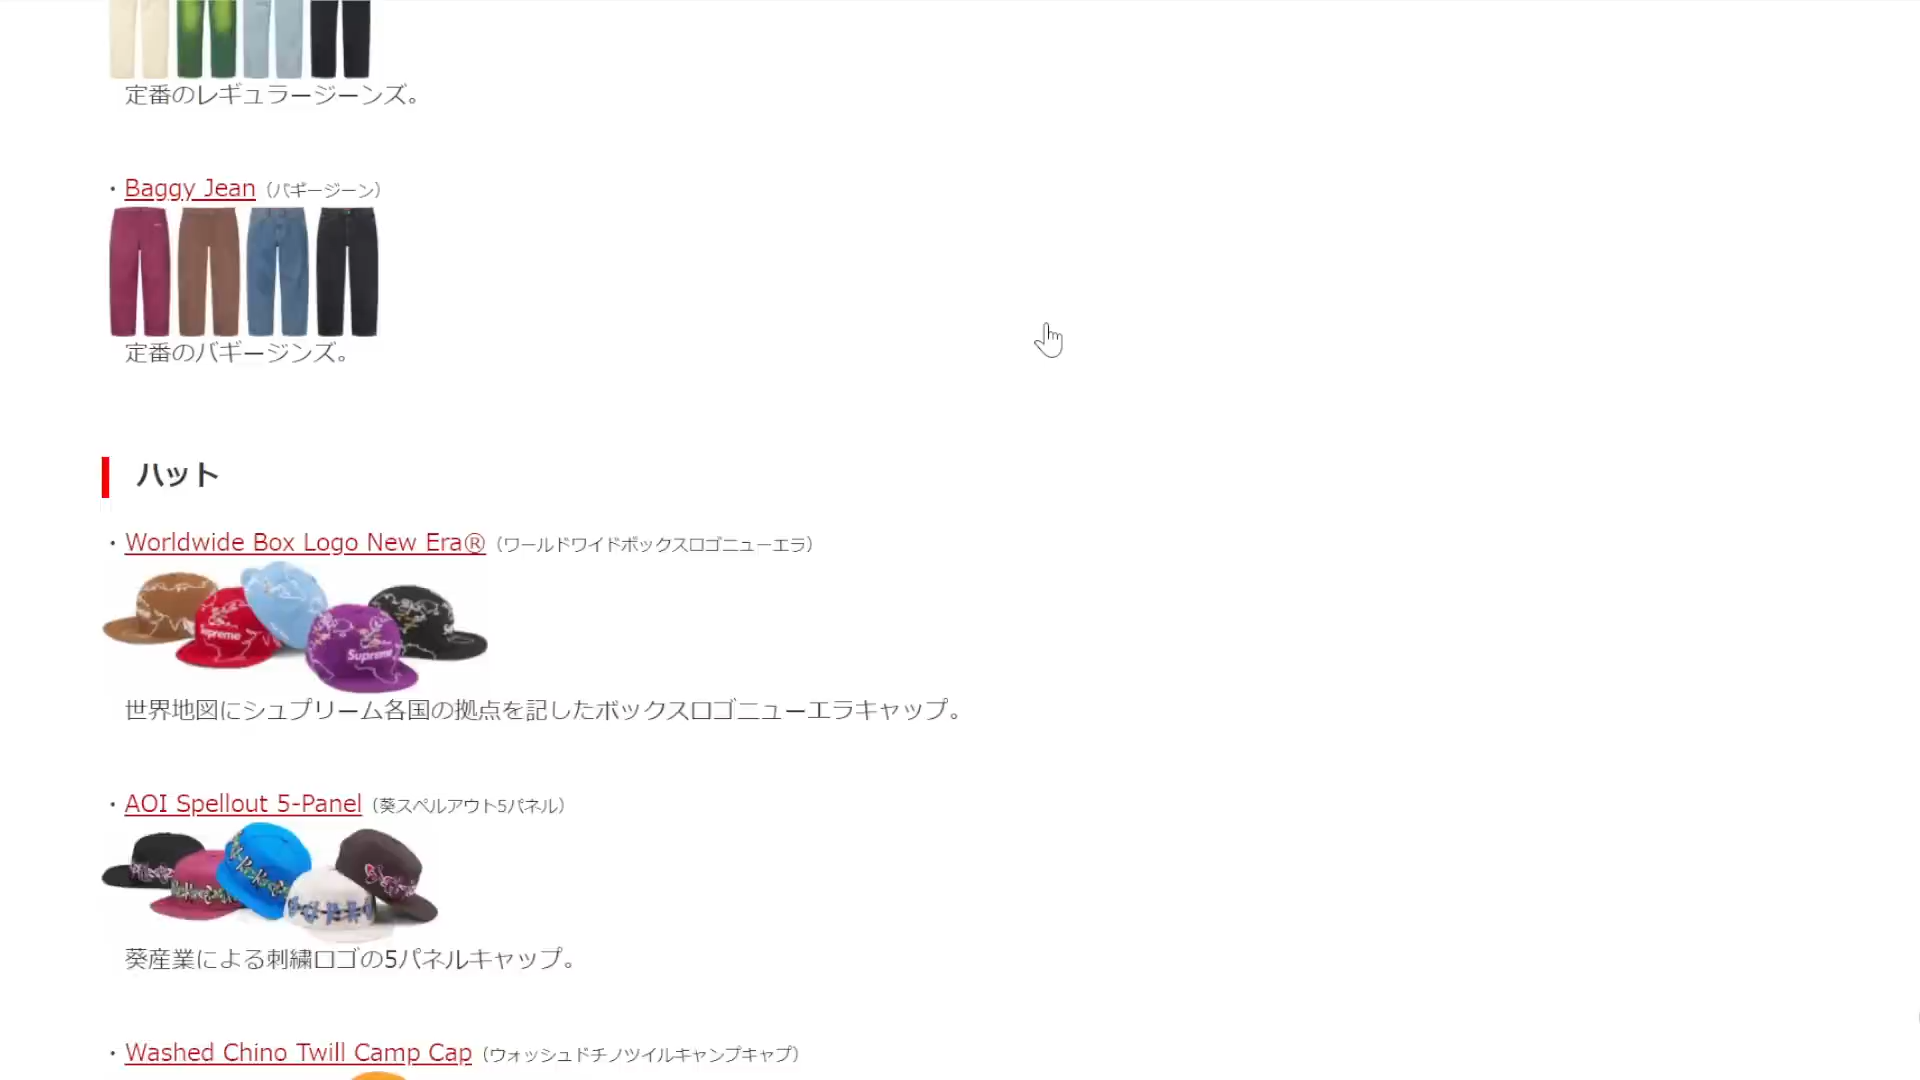 定番のレギュラージーンズ。
・Baggy Jean（バギージーン）
定番のバギージンズ。
ハット
・Worldwide Box Logo New Era®（ワールドワイドボックスロゴニューエラ）
Supreme
Supreme
世界地図にシュプリーム各国の拠点を記したボックスロゴニューエラキャップ。
・AOI Spellout 5-Panel（葵スペルアウト5パネル）
葵産業による刺繍ロゴの5パネルキャップ。
・Washed Chino Twill Camp Cap（ウォッシュドチノツイルキャンプキャプ）